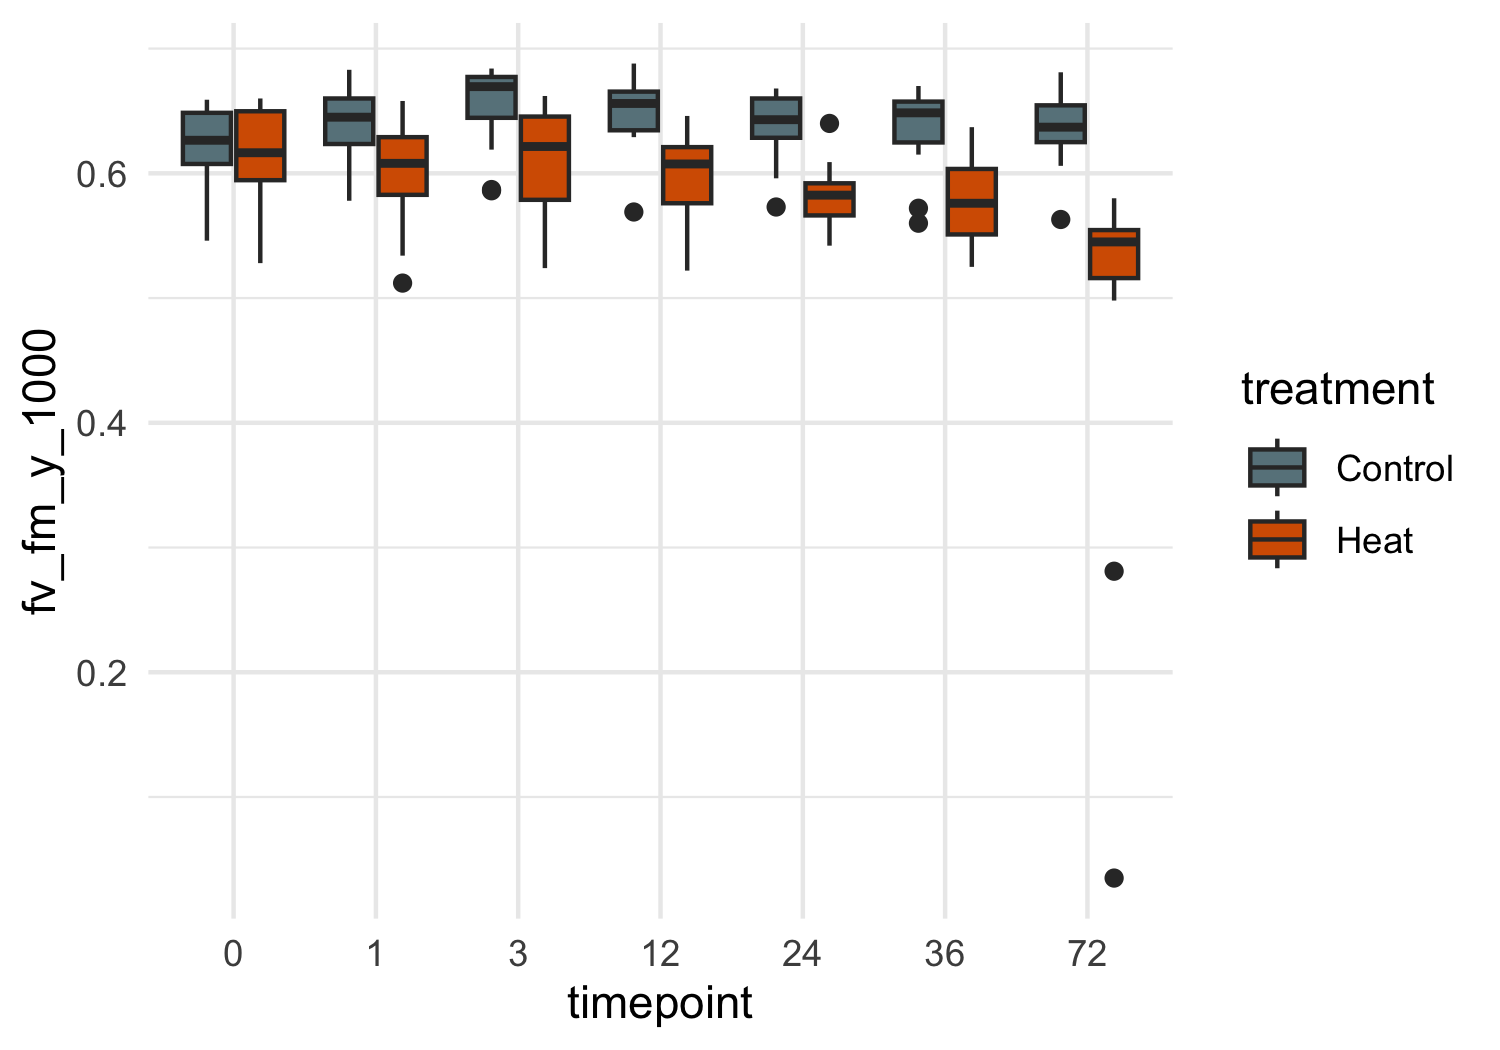 fv_fm_y_1000
0.6
0.4
0.2
0 1 3 12 24 36 72
timepoint
treatment
Control
Heat